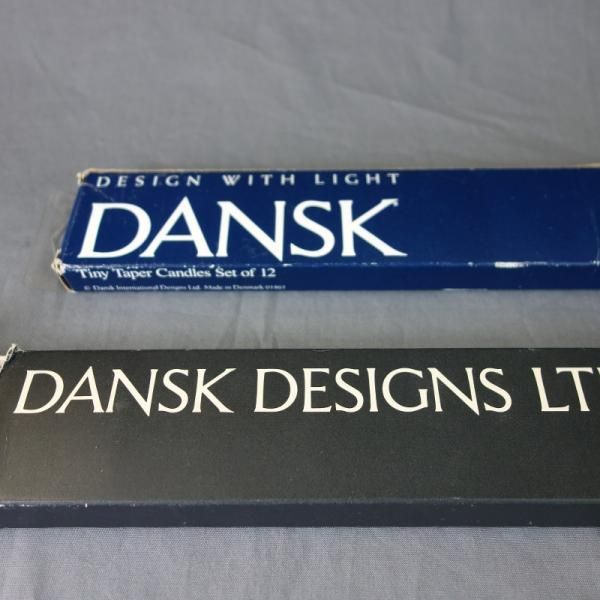 DESIGN WITH LIGHT
DANSK
Tiny Taper Candles Set of 12
© Dansk International Designs Ltd. Made in Denmark 01863
DANSK DESIGNS LT